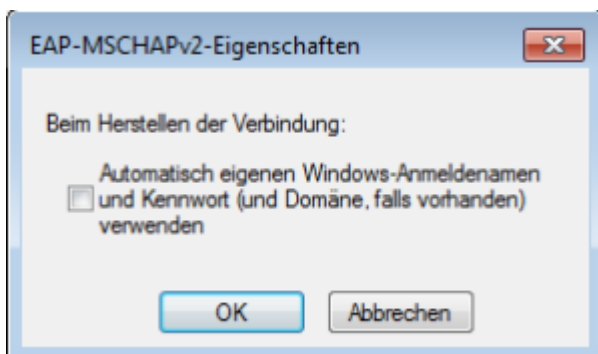 EAP-MSCHAPv2-Eigenschaften
Beim Herstellen der Verbindung:
Automatisch eigenen Windows-Anmeldenamen
und Kennwort (und Domäne, falls vorhanden)
verwenden
OK
Abbrechen